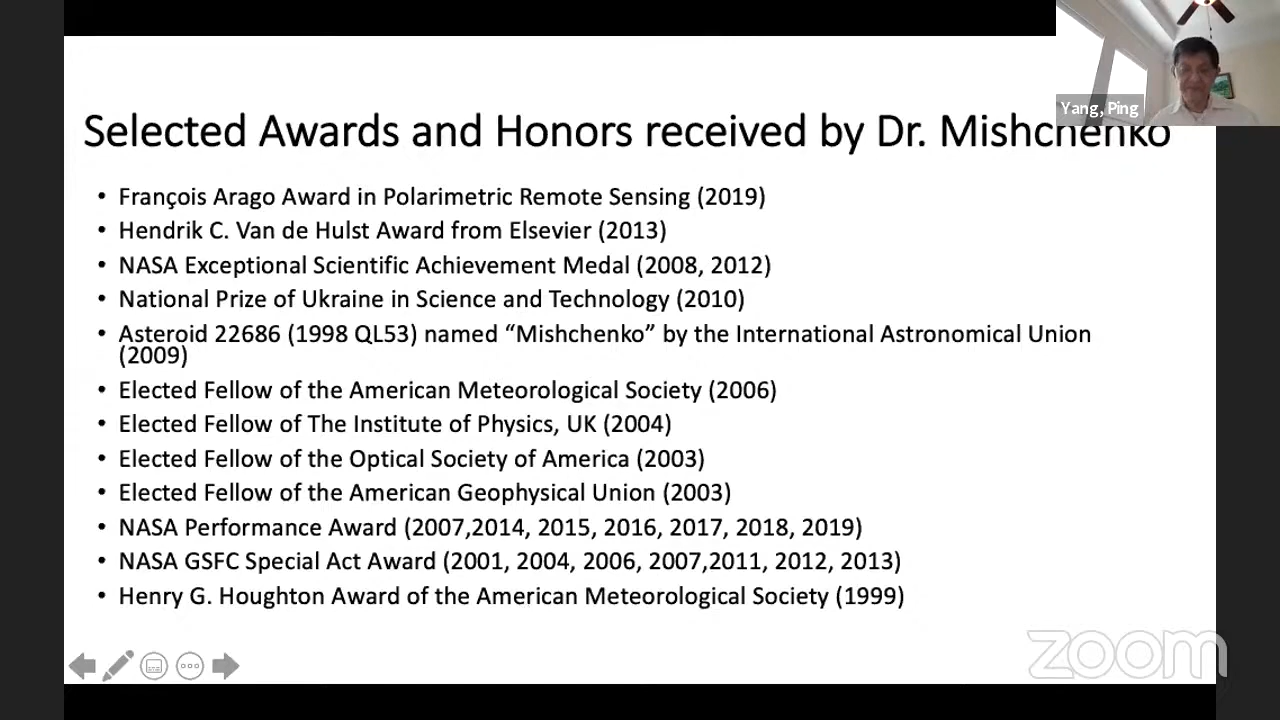 Yang, Ping
Selected Awards and Honors received by Dr. Mishchenko
• François Arago Award in Polarimetric Remote Sensing (2019)
• Hendrik C. Van de Hulst Award from Elsevier (2013)
• NASA Exceptional Scientific Achievement Medal (2008, 2012)
• National Prize of Ukraine in Science and Technology (2010)
• Asteroid 22686 (1998 QL53) named “Mishchenko” by the International Astronomical Union
(2009)
• Elected Fellow of the American Meteorological Society (2006)
• Elected Fellow of The Institute of Physics, UK (2004)
• Elected Fellow of the Optical Society of America (2003)
• Elected Fellow of the American Geophysical Union (2003)
• NASA Performance Award (2007,2014, 2015, 2016, 2017, 2018, 2019)
• NASA GSFC Special Act Award (2001, 2004, 2006, 2007,2011, 2012, 2013)
• Henry G. Houghton Award of the American Meteorological Society (1999)
zoom